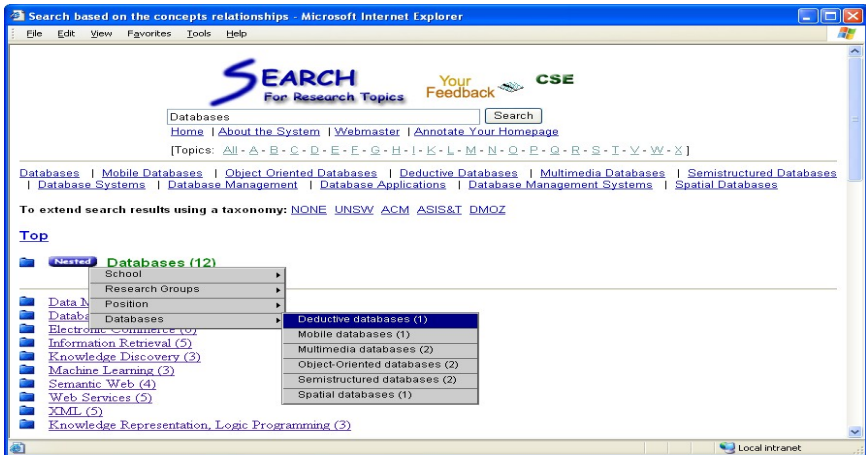 Search based on the concepts relationships - Microsoft Internet Explorer
File Edit View Favorites Tools Help
SEARCH
For Research Topics
Your
Feedback
CSE
Databases
Search
Home | About the System | Webmaster | Annotate Your Homepage
[Topics: All - A - B - C - D - E - F - G - H - I - K - L - M - N - O - P - Q - R - S - T - V - W - X ]
Databases | Mobile Databases | Object Oriented Databases | Deductive Databases | Multimedia Databases | Semistructured Databases
| Database Systems | Database Management | Database Applications | Database Management Systems | Spatial Databases
To extend search results using a taxonomy: NONE UNSW ACM ASIS&T DMOZ
Top
Nested Databases (12)
School
Research Groups
Position
Databases
Deductive databases (1)
Mobile databases (1)
Multimedia databases (2)
Object-Oriented databases (2)
Semistructured databases (2)
Spatial databases (1)
Data
Electronic Commerce (6)
Information Retrieval (5)
Knowledge Discovery (3)
Machine Learning (3)
Semantic Web (4)
Web Services (5)
XML (5)
Knowledge Representation, Logic Programming (3)
Local intranet